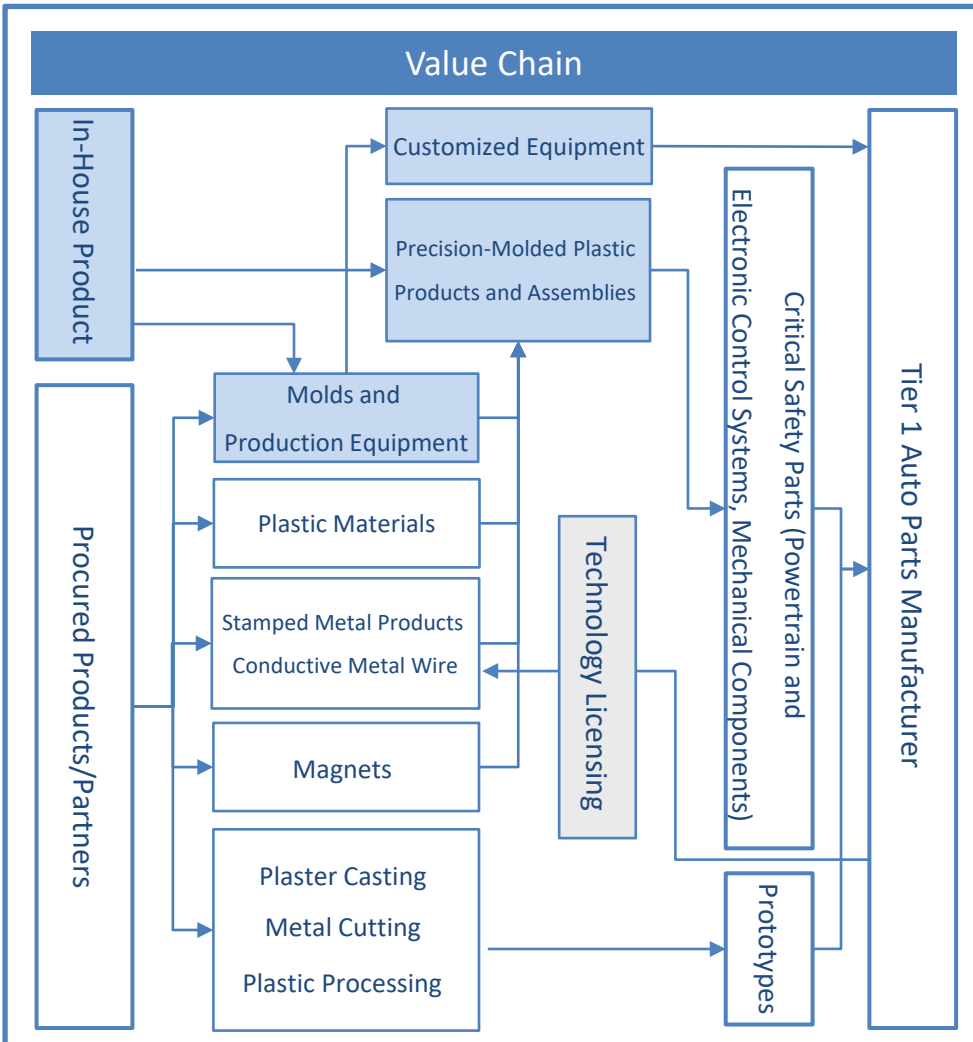 Value Chain
In-House Product
Customized Equipment
Precision-Molded Plastic
Products and Assemblies
Molds and
Production Equipment
Procured Products/Partners
Plastic Materials
Stamped Metal Products
Conductive Metal Wire
Magnets
Plaster Casting
Metal Cutting
Plastic Processing
Technology Licensing
Critical Safety Parts (Powertrain and
Electronic Control Systems, Mechanical Components)
Prototypes
Tier 1 Auto Parts Manufacturer